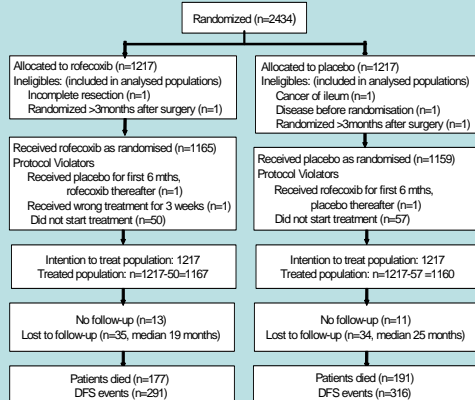 Randomized (n=2434)
Allocated to rofecoxib (n=1217)
Ineligibles: (included in analysed populations)
Incomplete resection (n=1)
Randomized >3months after surgery (n=1)
Allocated to placebo (n=1217)
Ineligibles: (included in analysed populations)
Cancer of ileum (n=1)
Disease before randomisation (n=1)
Randomized >3months after surgery (n=1)
Received rofecoxib as randomised (n=1165)
Protocol Violators
Received placebo for first 6 mths,
rofecoxib thereafter (n=1)
Received wrong treatment for 3 weeks (n=1)
Did not start treatment (n=50)
Received placebo as randomised (n=1159)
Protocol Violators
Received rofecoxib for first 6 mths,
placebo thereafter (n=1)
Did not start treatment (n=57)
Intention to treat population: 1217
Treated population: n=1217-50=1167
Intention to treat population: 1217
Treated population: n=1217-57 =1160
No follow-up (n=13)
Lost to follow-up (n=35, median 19 months)
No follow-up (n=11)
Lost to follow-up (n=34, median 25 months)
Patients died (n=177)
DFS events (n=291)
Patients died (n=191)
DFS events (n=316)